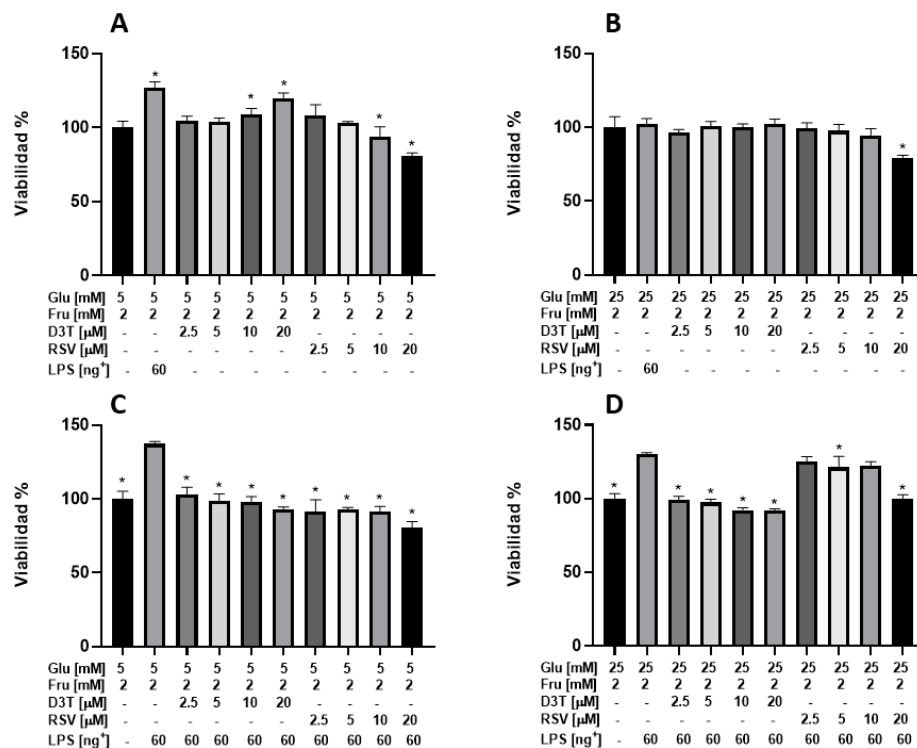 A
Viabilidad %
150
100
50
0
* * * * *
Glu [mM] 5 5 5 5 5 5 5 5 5 5
Fru [mM] 2 2 2 2 2 2 2 2 2 2
D3T [µM] - - 2.5 5 10 20 - - - -
RSV [µM] - - - - - - 2.5 5 10 20
LPS [ng⁺] - 60 - - - - - - - -
B
Viabilidad %
150
100
50
0
*
Glu [mM] 25 25 25 25 25 25 25 25 25 25
Fru [mM] 2 2 2 2 2 2 2 2 2 2
D3T [µM] - - 2.5 5 10 20 - - - -
RSV [µM] - - - - - - 2.5 5 10 20
LPS [ng⁺] - 60 - - - - - - - -
C
Viabilidad %
150
100
50
0
* * * * * * * * *
Glu [mM] 5 5 5 5 5 5 5 5 5 5
Fru [mM] 2 2 2 2 2 2 2 2 2 2
D3T [µM] - - 2.5 5 10 20 - - - -
RSV [µM] - - - - - - 2.5 5 10 20
LPS [ng⁺] - 60 60 60 60 60 60 60 60 60
D
Viabilidad %
150
100
50
0
* * * * * * *
Glu [mM] 25 25 25 25 25 25 25 25 25 25
Fru [mM] 2 2 2 2 2 2 2 2 2 2
D3T [µM] - - 2.5 5 10 20 - - - -
RSV [µM] - - - - - - 2.5 5 10 20
LPS [ng⁺] - 60 60 60 60 60 60 60 60 60